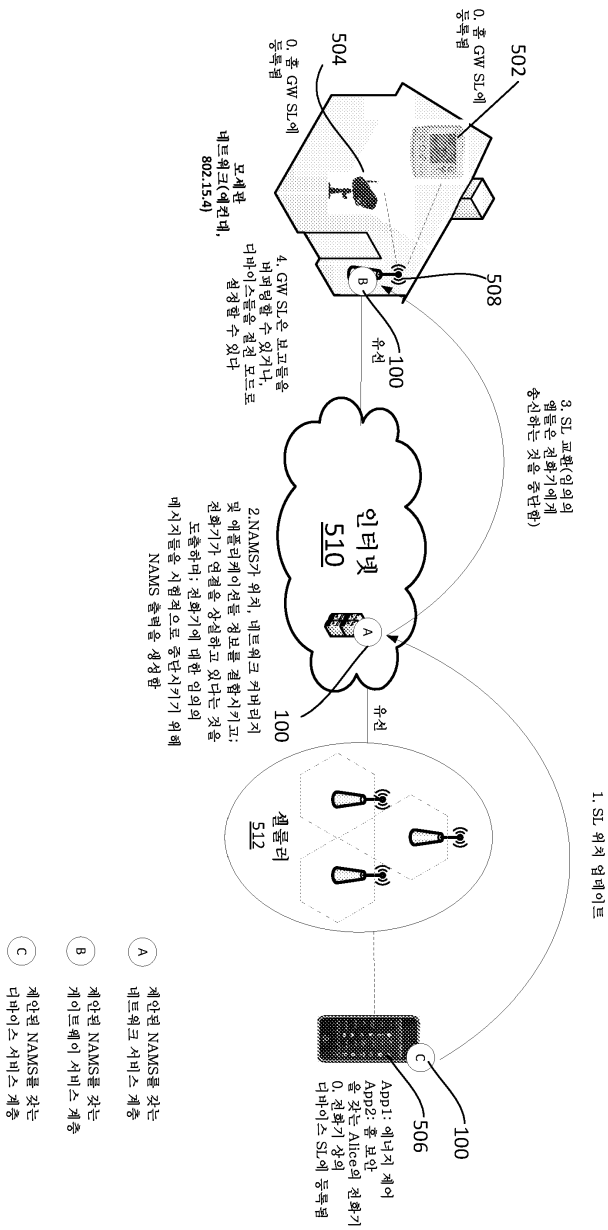 0. 홈 GW SL에
등록됨
502
504
0. 홈 GW SL에
등록됨
모세관
네트워크(예컨대,
802.15.4)
508
B
100
유선
4. GW SL은 보고들을
버퍼링할 수 있거나,
디바이스들을 절전 모드로
설정할 수 있다
3. SL 교환(임의의
앱들은 전화기에게
송신하는 것을 중단함)
인터넷
510
A
100
유선
2.NAMS가 위치, 네트워크 커버리지
및 애플리케이션들 정보를 결합시키고;
전화기가 연결을 상실하고 있다는 것을
도출하며; 전화기에 대한 임의의
메시지들을 시험적으로 중단시키기 위해
NAMS 출력을 생성함
1. SL 위치 업데이트
셀룰러
512
C
100
506
App1: 에너지 제어
App2: 홈 보안
을 갖는 Alice의 전화기
0. 전화기 상의
디바이스 SL에 등록됨
A 제안된 NAMS를 갖는
네트워크 서비스 계층
B 제안된 NAMS를 갖는
게이트웨이 서비스 계층
C 제안된 NAMS를 갖는
디바이스 서비스 계층